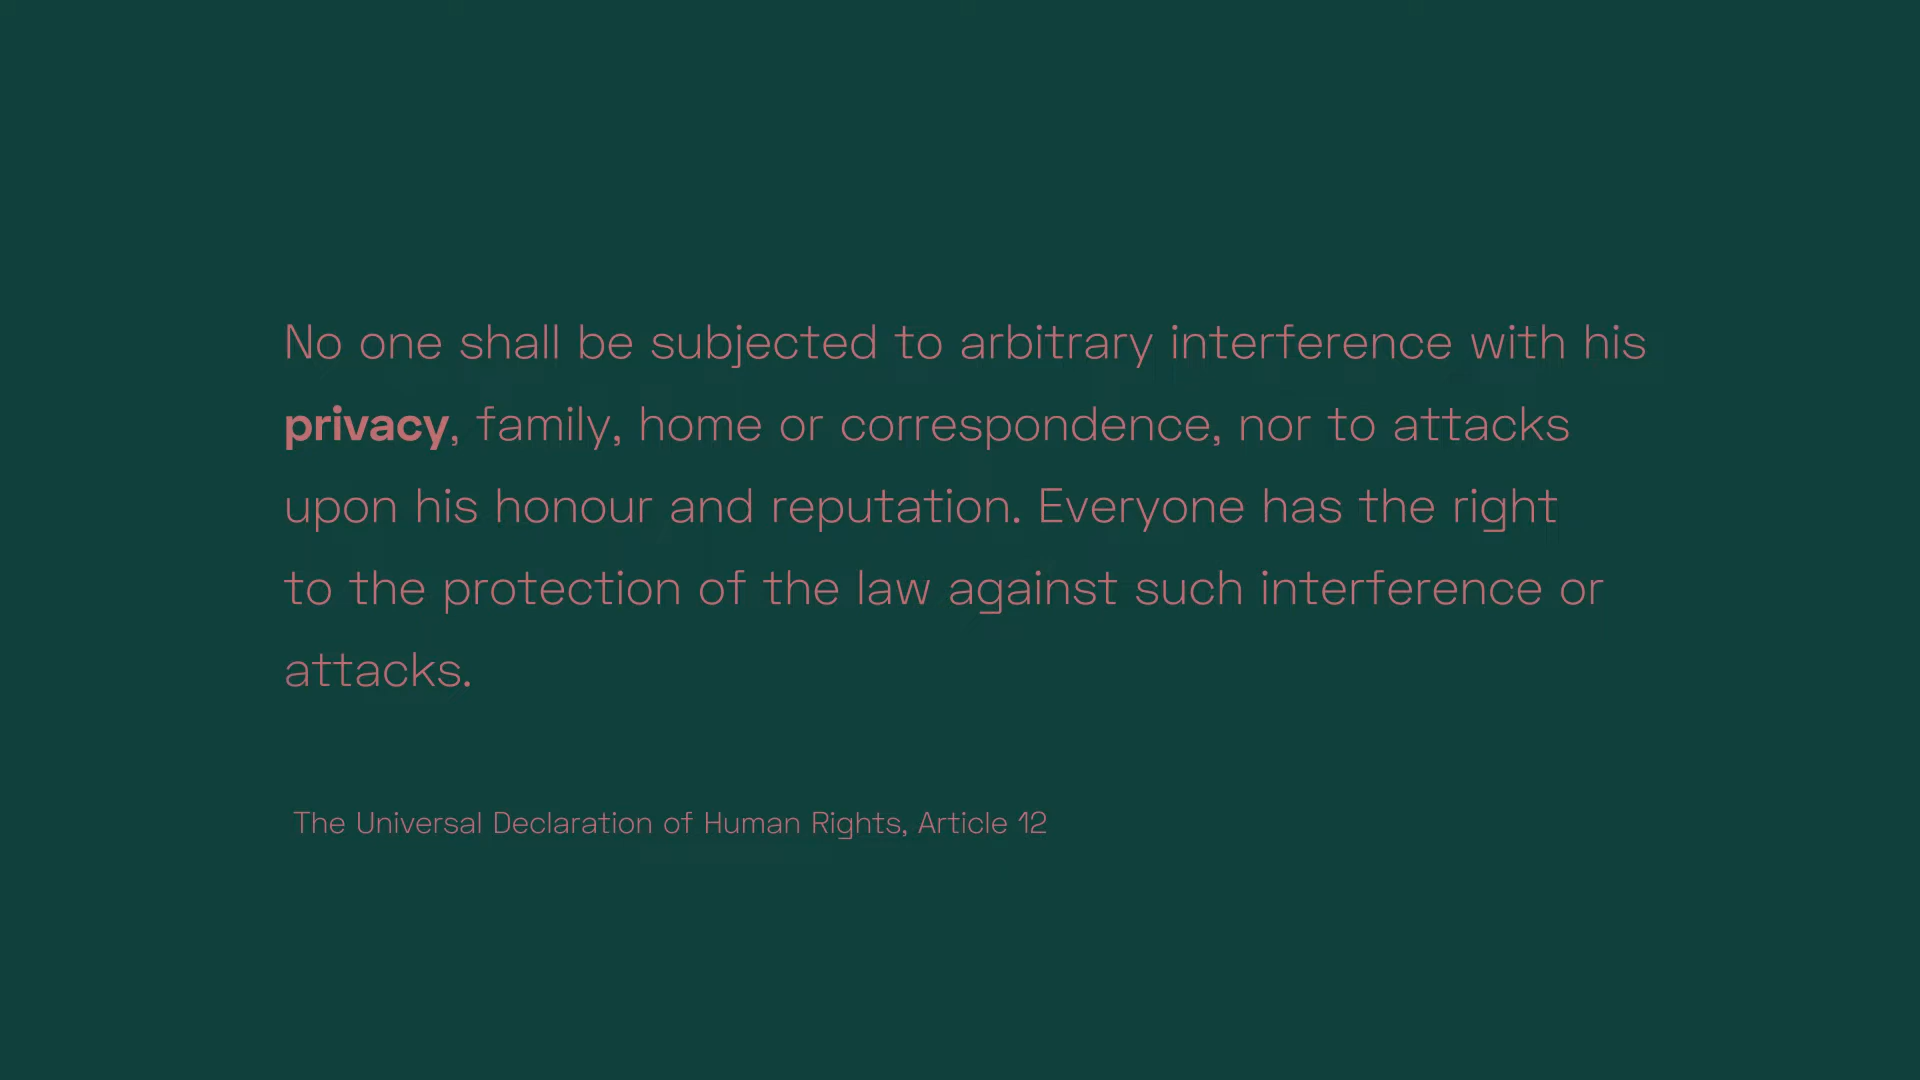 No one shall be subjected to arbitrary interference with his
privacy, family, home or correspondence, nor to attacks
upon his honour and reputation. Everyone has the right
to the protection of the law against such interference or
attacks.
The Universal Declaration of Human Rights, Article 12